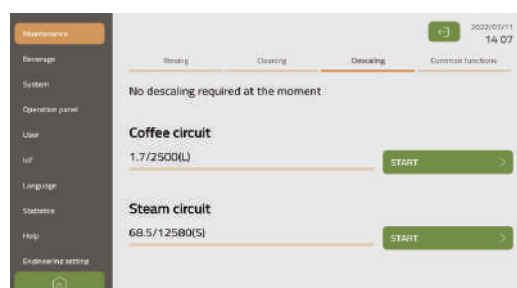 Maintenance
Beverage
System
Operation panel
User
IoT
Language
Statistics
Help
Engineering setting
2022/07/11
14 07
Rinsing
Cleaning
Descaling
Common functions
No descaling required at the moment
Coffee circuit
1.7/2500(L)
START
Steam circuit
68.5/12580(S)
START